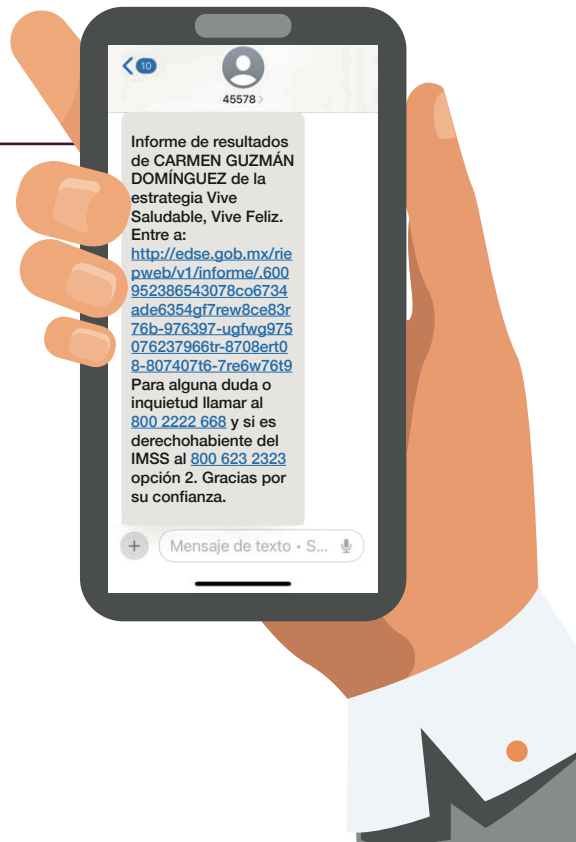 10
45578
Informe de resultados
de CARMEN GUZMÁN
DOMÍNGUEZ de la
estrategia Vive
Saludable, Vive Feliz.
Entre a:
http://edse.gob.mx/rie
pweb/v1/informe/.600
952386543078co6734
ade6354gf7rew8ce83r
76b-976397-ugfwg975
076237966tr-8708ert0
8-807407t6-7re6w76t9
Para alguna duda o
inquietud llamar al
800 2222 668 y si es
derechohabiente del
IMSS al 800 623 2323
opción 2. Gracias por
su confianza.
Mensaje de texto • S...